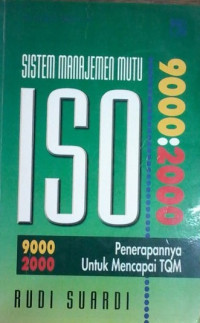 SISTEM MANAJEMEN MUTU
ISO
9000:2000
9000
2000
Penerapannya
Untuk Mencapai TQM
RUDI SUARDI